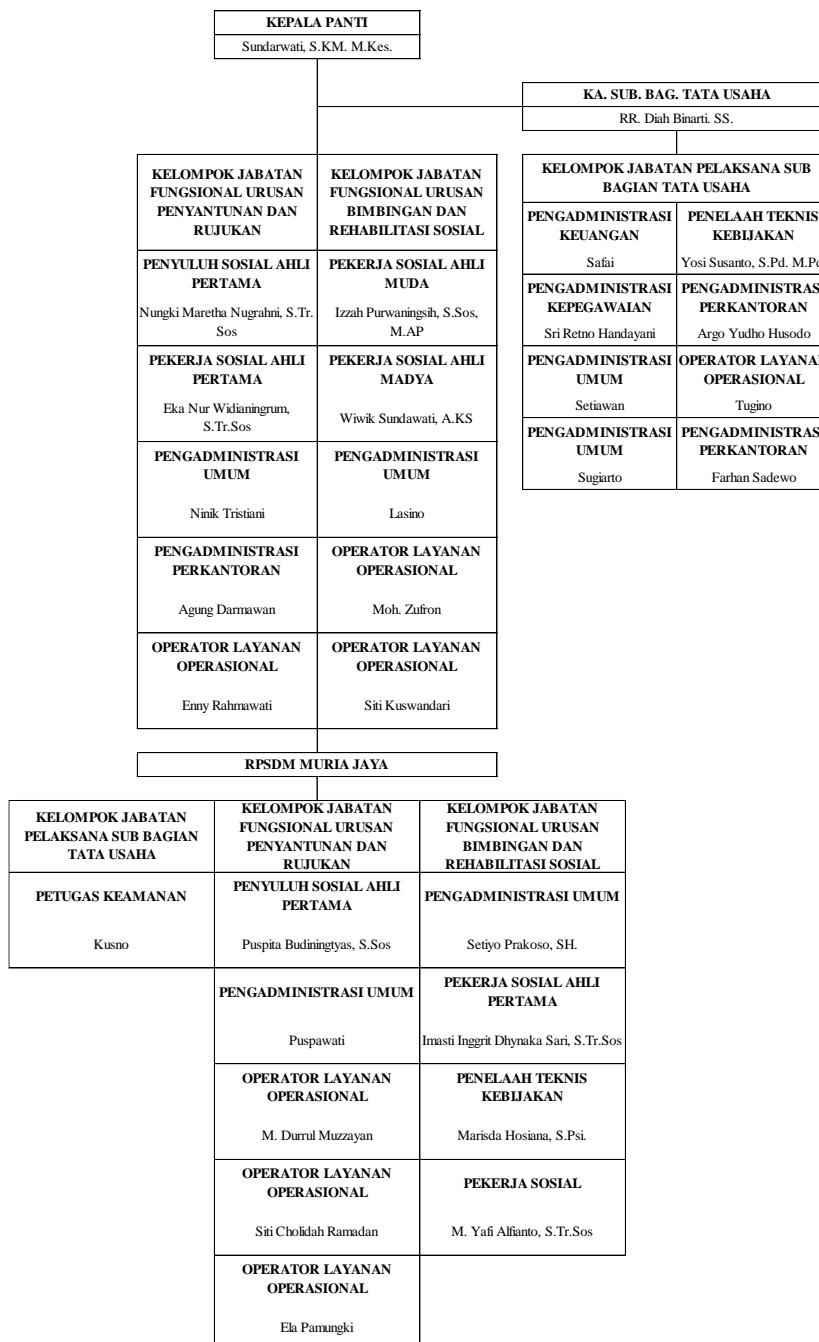 KEPALA PANTI
Sundarwati, S.KM. M.Kes.
KA. SUB. BAG. TATA USAHA
RR. Diah Binarti. SS.
KELOMPOK JABATAN
FUNGSIONAL URUSAN
PENYANTUNAN DAN
RUJUKAN
KELOMPOK JABATAN
FUNGSIONAL URUSAN
BIMBINGAN DAN
REHABILITASI SOSIAL
PENYULUH SOSIAL AHLI
PERTAMA
Nungki Maretha Nugrahni, S.Tr.
Sos
PEKERJA SOSIAL AHLI
MUDA
Izzah Purwaningsih, S.Sos,
M.AP
PEKERJA SOSIAL AHLI
PERTAMA
Eka Nur Widianingrum,
S.Tr.Sos
PEKERJA SOSIAL AHLI
MADYA
Wiwik Sundawati, A.KS
PENGADMINISTRASI
UMUM
Ninik Tristiani
PENGADMINISTRASI
UMUM
Lasino
PENGADMINISTRASI
PERKANTORAN
Agung Darmawan
OPERATOR LAYANAN
OPERASIONAL
Moh. Zufron
OPERATOR LAYANAN
OPERASIONAL
Enny Rahmawati
OPERATOR LAYANAN
OPERASIONAL
Siti Kuswandari
KELOMPOK JABATAN PELAKSANA SUB
BAGIAN TATA USAHA
PENGADMINISTRASI
KEUANGAN
Safai
PENELAAH TEKNIS
KEBIJAKAN
Yosi Susanto, S.Pd. M.Pd
PENGADMINISTRASI
KEPEGAWAIAN
Sri Retno Handayani
PENGADMINISTRASI
PERKANTORAN
Argo Yudho Husodo
PENGADMINISTRASI
UMUM
Setiawan
OPERATOR LAYANAN
OPERASIONAL
Tugino
PENGADMINISTRASI
UMUM
Sugiarto
PENGADMINISTRASI
PERKANTORAN
Farhan Sadewo
RPSDM MURIA JAYA
KELOMPOK JABATAN
PELAKSANA SUB BAGIAN
TATA USAHA
KELOMPOK JABATAN
FUNGSIONAL URUSAN
PENYANTUNAN DAN
RUJUKAN
KELOMPOK JABATAN
FUNGSIONAL URUSAN
BIMBINGAN DAN
REHABILITASI SOSIAL
PETUGAS KEAMANAN
Kusno
PENYULUH SOSIAL AHLI
PERTAMA
Puspita Budiningtyas, S.Sos
PENGADMINISTRASI UMUM
Setiyo Prakoso, SH.
PENGADMINISTRASI UMUM
Puspawati
PEKERJA SOSIAL AHLI
PERTAMA
Imasti Inggrit Dhynaka Sari, S.Tr.Sos
OPERATOR LAYANAN
OPERASIONAL
M. Durrul Muzzayan
PENELAAH TEKNIS
KEBIJAKAN
Marisda Hosiana, S.Psi.
OPERATOR LAYANAN
OPERASIONAL
Siti Cholidah Ramadan
PEKERJA SOSIAL
M. Yafi Alfianto, S.Tr.Sos
OPERATOR LAYANAN
OPERASIONAL
Ela Pamungki